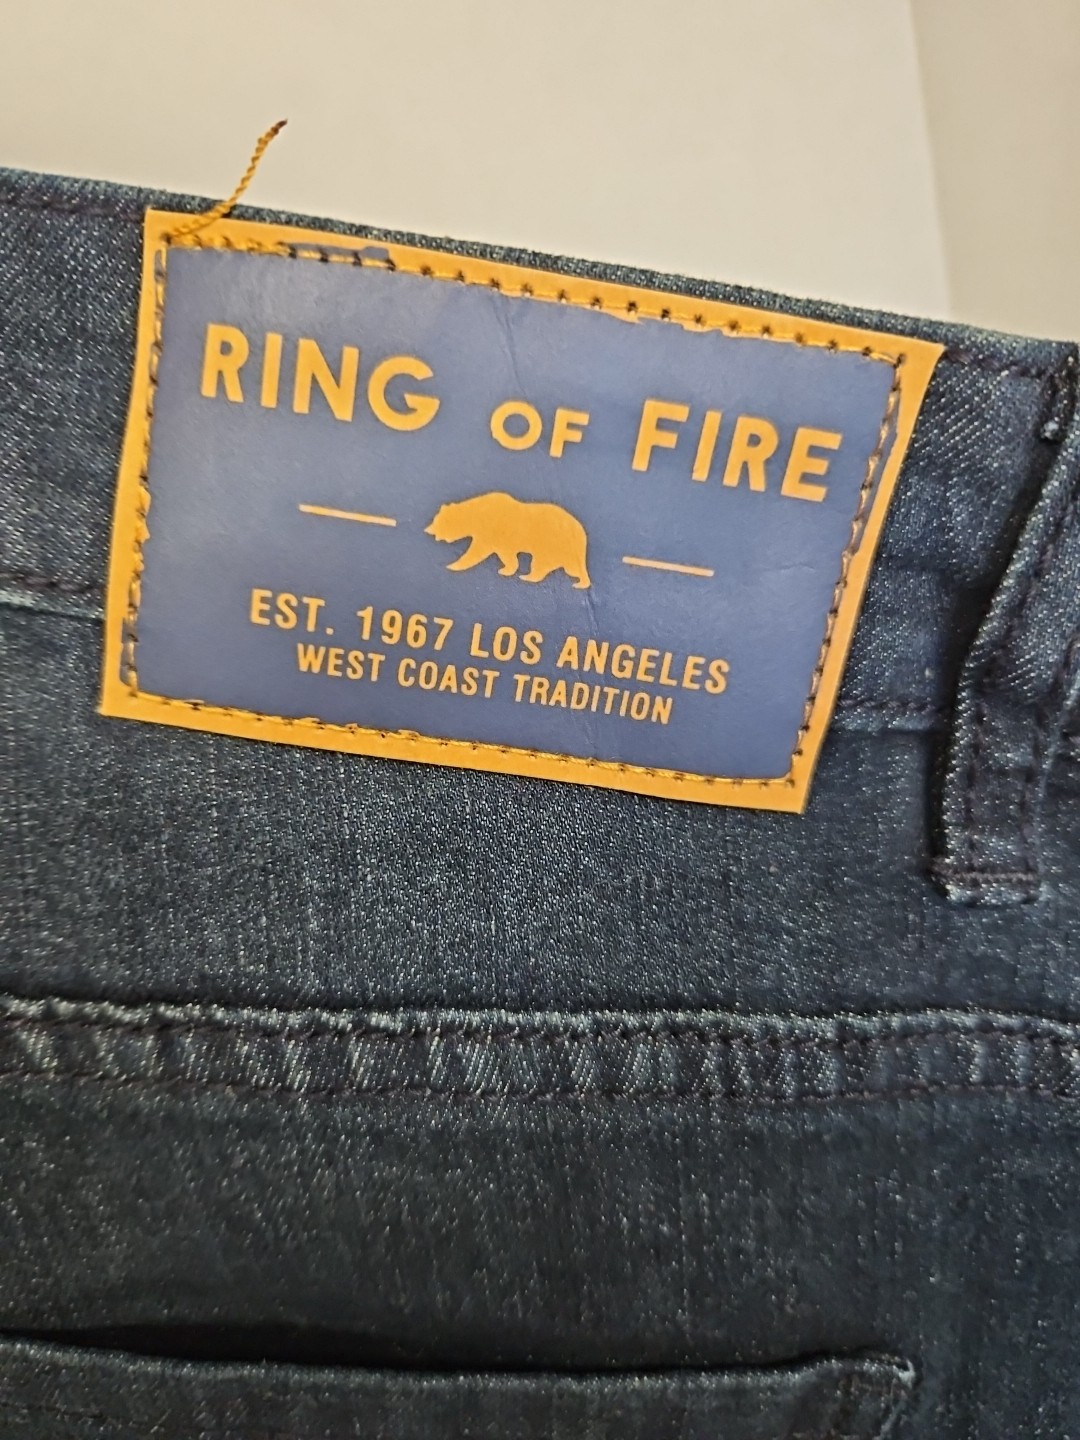 RING OF FIRE
EST. 1967 LOS ANGELES
WEST COAST TRADITION